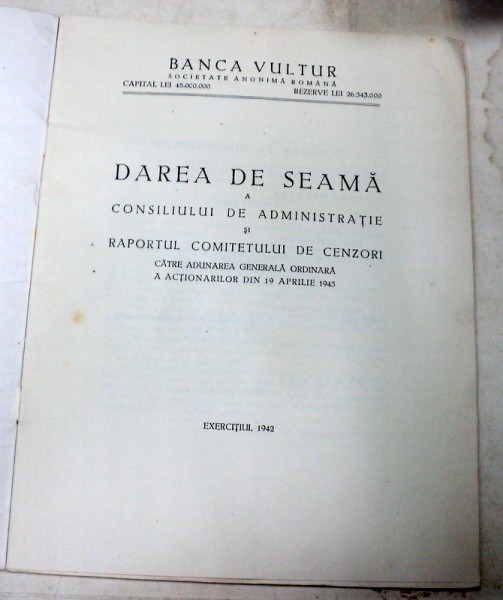 BANCA VULTUR
SOCIETATE ANONIMĂ ROMÂNĂ
CAPITAL LEI 45.000.000 REZERVE LEI 26.343.000
DAREA DE SEAMĂ
A
CONSILIULUI DE ADMINISTRAȚIE
ȘI
RAPORTUL COMITETULUI DE CENZORI
CĂTRE ADUNAREA GENERALĂ ORDINARĂ
A ACȚIONARILOR DIN 19 APRILIE 1943
EXERCIȚIUL 1942